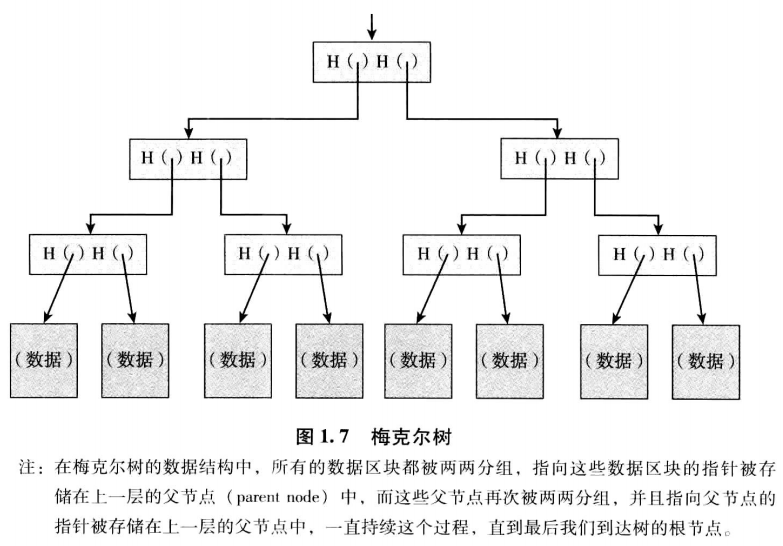 H（ ）H（ ）
H（ ）H（ ）
H（ ）H（ ）
H（ ）H（ ）
H（ ）H（ ）
H（ ）H（ ）
H（ ）H（ ）
（数据）
（数据）
（数据）
（数据）
（数据）
（数据）
（数据）
（数据）
图 1.7 梅克尔树
注：在梅克尔树的数据结构中，所有的数据区块都被两两分组，指向这些数据区块的指针被存
储在上一层的父节点（parent node）中，而这些父节点再次被两两分组，并且指向父节点的
指针被存储在上一层的父节点中，一直持续这个过程，直到最后我们到达树的根节点。